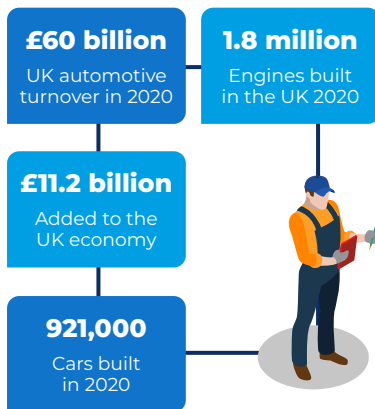 £60 billion
UK automotive
turnover in 2020
1.8 million
Engines built
in the UK 2020
£11.2 billion
Added to the
UK economy
921,000
Cars built
in 2020